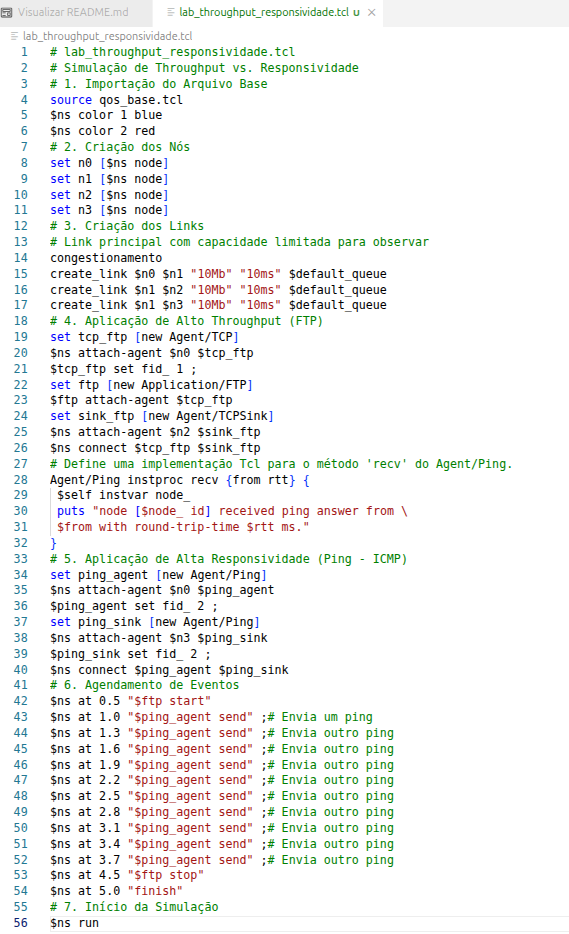 Visualizar README.md
lab_throughput_responsividade.tcl U ×
lab_throughput_responsividade.tcl
1 # lab_throughput_responsividade.tcl
2 # Simulação de Throughput vs. Responsividade
3 # 1. Importação do Arquivo Base
4 source qos_base.tcl
5 $ns color 1 blue
6 $ns color 2 red
7 # 2. Criação dos Nós
8 set n0 [$ns node]
9 set n1 [$ns node]
10 set n2 [$ns node]
11 set n3 [$ns node]
12 # 3. Criação dos Links
13 # Link principal com capacidade limitada para observar
14 congestionamento
15 create_link $n0 $n1 "10Mb" "10ms" $default_queue
16 create_link $n1 $n2 "10Mb" "10ms" $default_queue
17 create_link $n1 $n3 "10Mb" "10ms" $default_queue
18 # 4. Aplicação de Alto Throughput (FTP)
19 set tcp_ftp [new Agent/TCP]
20 $ns attach-agent $n0 $tcp_ftp
21 $tcp_ftp set fid_ 1 ;
22 set ftp [new Application/FTP]
23 $ftp attach-agent $tcp_ftp
24 set sink_ftp [new Agent/TCPSink]
25 $ns attach-agent $n2 $sink_ftp
26 $ns connect $tcp_ftp $sink_ftp
27 # Define uma implementação Tcl para o método 'recv' do Agent/Ping.
28 Agent/Ping instproc recv {from rtt} {
29 $self instvar node_
30 puts "node [$node_ id] received ping answer from \
31 $from with round-trip-time $rtt ms."
32 }
33 # 5. Aplicação de Alta Responsividade (Ping - ICMP)
34 set ping_agent [new Agent/Ping]
35 $ns attach-agent $n0 $ping_agent
36 $ping_agent set fid_ 2 ;
37 set ping_sink [new Agent/Ping]
38 $ns attach-agent $n3 $ping_sink
39 $ping_sink set fid_ 2 ;
40 $ns connect $ping_agent $ping_sink
41 # 6. Agendamento de Eventos
42 $ns at 0.5 "$ftp start"
43 $ns at 1.0 "$ping_agent send" ;# Envia um ping
44 $ns at 1.3 "$ping_agent send" ;# Envia outro ping
45 $ns at 1.6 "$ping_agent send" ;# Envia outro ping
46 $ns at 1.9 "$ping_agent send" ;# Envia outro ping
47 $ns at 2.2 "$ping_agent send" ;# Envia outro ping
48 $ns at 2.5 "$ping_agent send" ;# Envia outro ping
49 $ns at 2.8 "$ping_agent send" ;# Envia outro ping
50 $ns at 3.1 "$ping_agent send" ;# Envia outro ping
51 $ns at 3.4 "$ping_agent send" ;# Envia outro ping
52 $ns at 3.7 "$ping_agent send" ;# Envia outro ping
53 $ns at 4.5 "$ftp stop"
54 $ns at 5.0 "finish"
55 # 7. Início da Simulação
56 $ns run